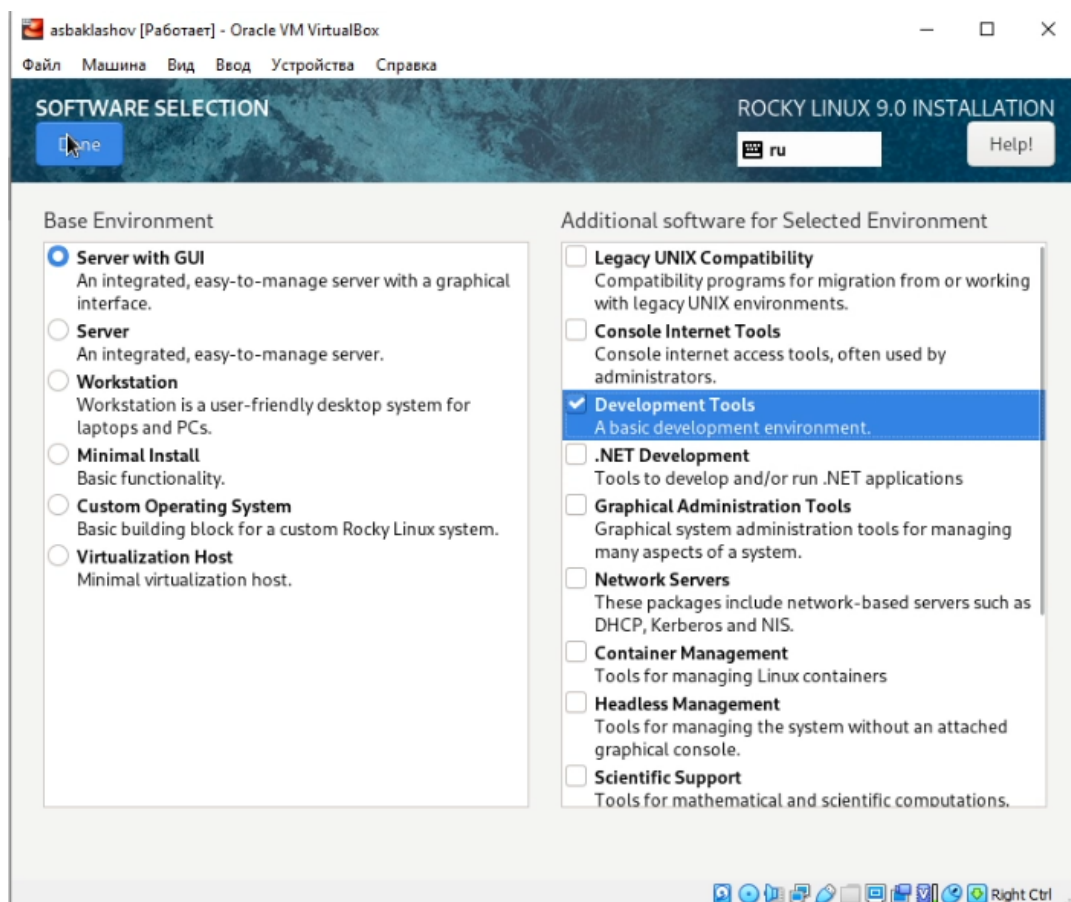 asbaklashov [Работает] - Oracle VM VirtualBox
Файл Машина Вид Ввод Устройства Справка
SOFTWARE SELECTION
ROCKY LINUX 9.0 INSTALLATION
Done
ru
Help!
Base Environment
Server with GUI
An integrated, easy-to-manage server with a graphical
interface.
Server
An integrated, easy-to-manage server.
Workstation
Workstation is a user-friendly desktop system for
laptops and PCs.
Minimal Install
Basic functionality.
Custom Operating System
Basic building block for a custom Rocky Linux system.
Virtualization Host
Minimal virtualization host.
Additional software for Selected Environment
Legacy UNIX Compatibility
Compatibility programs for migration from or working
with legacy UNIX environments.
Console Internet Tools
Console internet access tools, often used by
administrators.
Development Tools
A basic development environment.
.NET Development
Tools to develop and/or run .NET applications
Graphical Administration Tools
Graphical system administration tools for managing
many aspects of a system.
Network Servers
These packages include network-based servers such as
DHCP, Kerberos and NIS.
Container Management
Tools for managing Linux containers
Headless Management
Tools for managing the system without an attached
graphical console.
Scientific Support
Tools for mathematical and scientific computations.
Right Ctrl